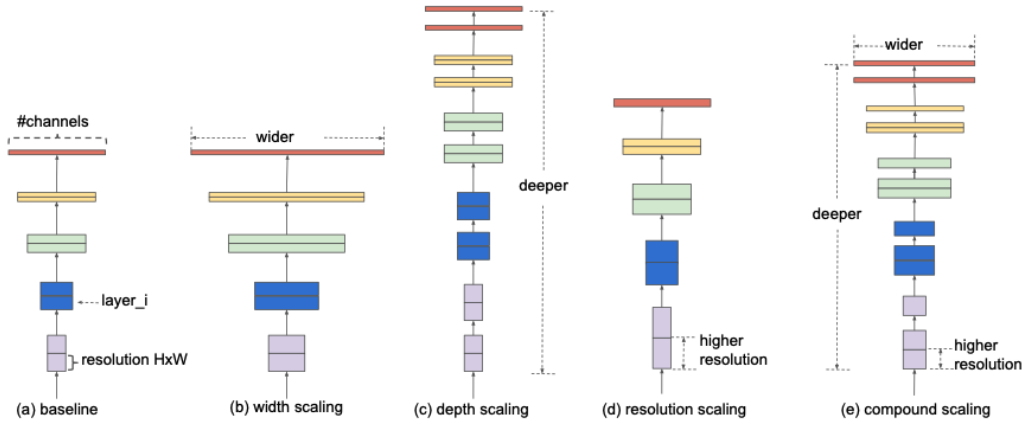 #channels
layer_i
resolution HxW
(a) baseline
wider
(b) width scaling
deeper
(c) depth scaling
higher
resolution
(d) resolution scaling
wider
deeper
higher
resolution
(e) compound scaling